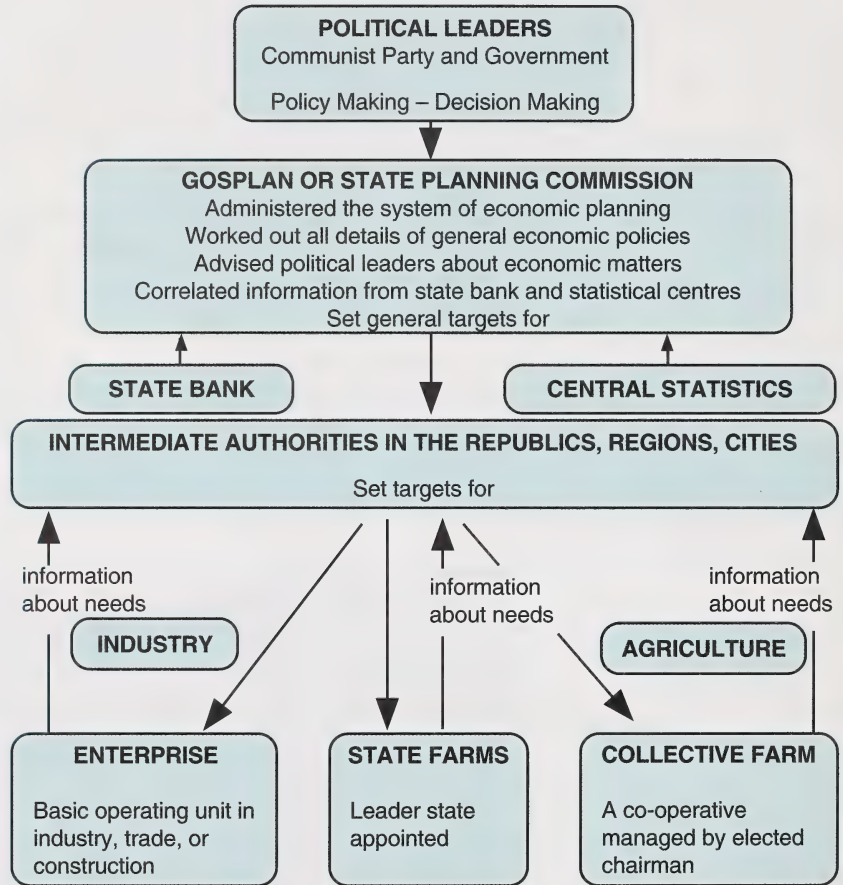 POLITICAL LEADERS
Communist Party and Government
Policy Making – Decision Making
GOSPLAN OR STATE PLANNING COMMISSION
Administered the system of economic planning
Worked out all details of general economic policies
Advised political leaders about economic matters
Correlated information from state bank and statistical centres
Set general targets for
STATE BANK
CENTRAL STATISTICS
INTERMEDIATE AUTHORITIES IN THE REPUBLICS, REGIONS, CITIES
Set targets for
information
about needs
information
about needs
information
about needs
INDUSTRY
AGRICULTURE
ENTERPRISE
Basic operating unit in
industry, trade, or
construction
STATE FARMS
Leader state
appointed
COLLECTIVE FARM
A co-operative
managed by elected
chairman